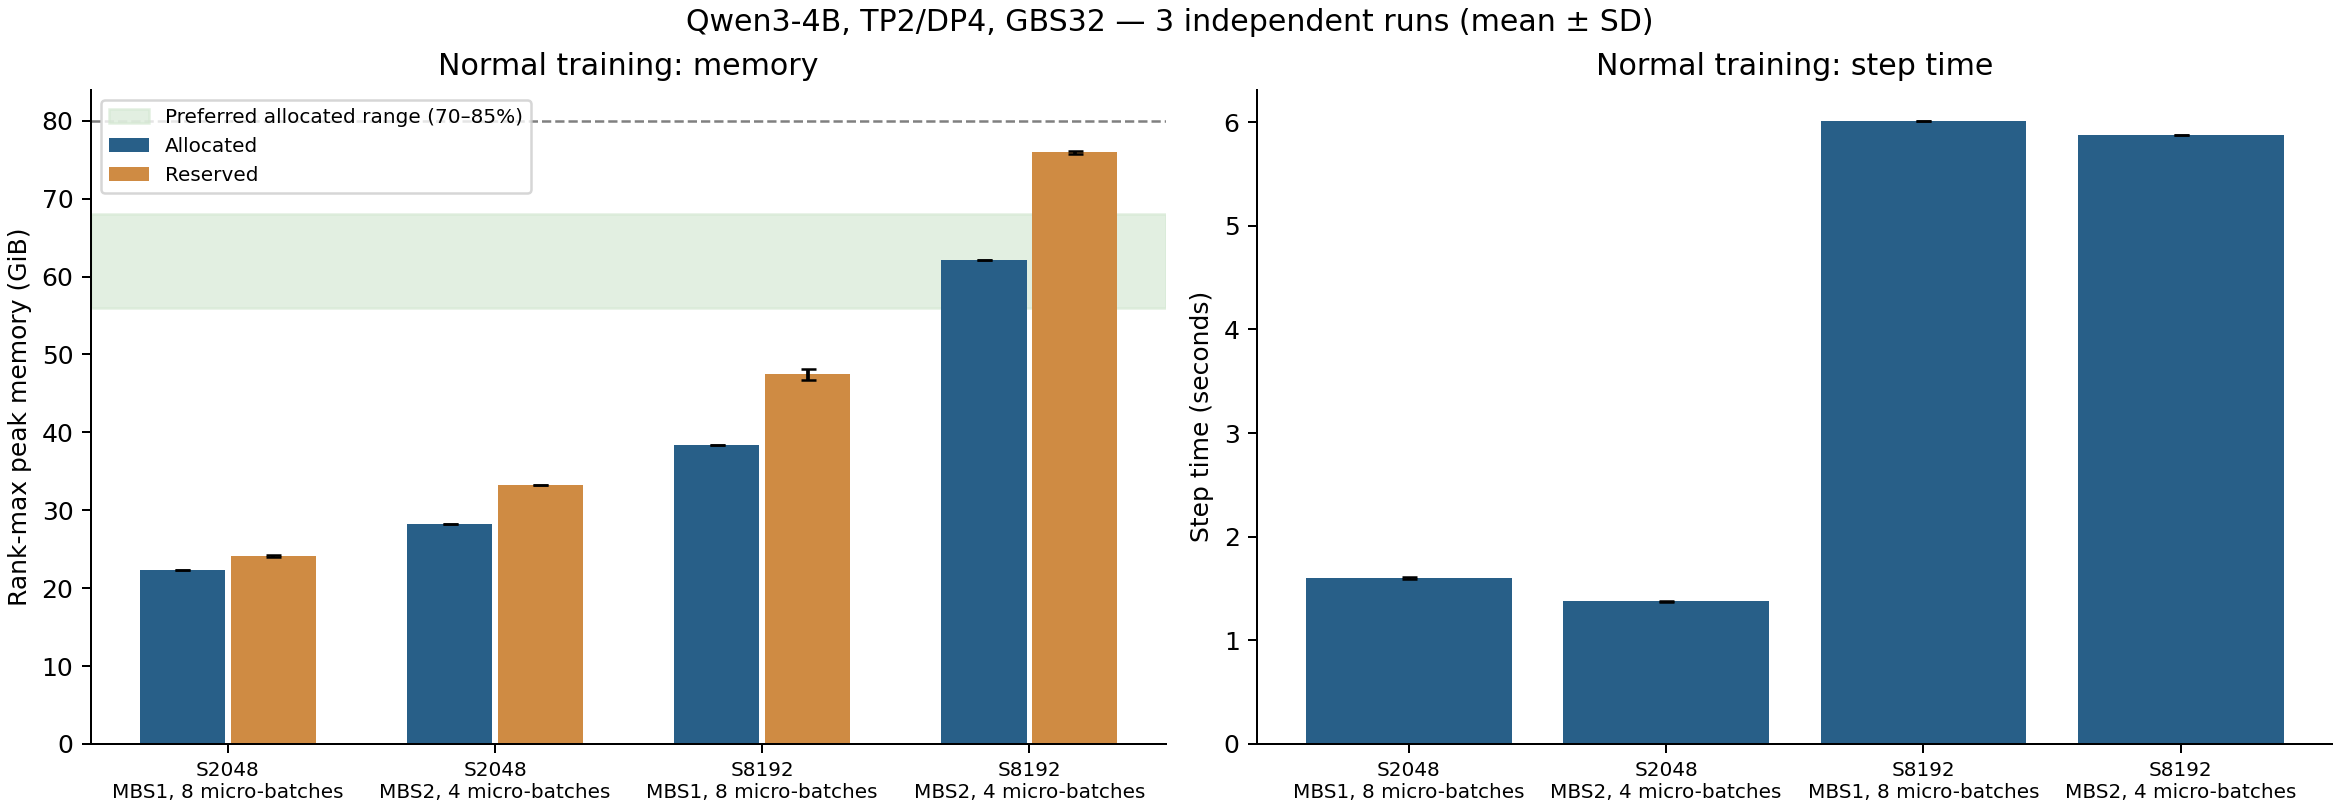 Qwen3-4B, TP2/DP4, GBS32 — 3 independent runs (mean ± SD)
Normal training: memory
Preferred allocated range (70–85%)
Allocated
Reserved
Rank-max peak memory (GiB)
80
70
60
50
40
30
20
10
0
S2048
MBS1, 8 micro-batches
S2048
MBS2, 4 micro-batches
S8192
MBS1, 8 micro-batches
S8192
MBS2, 4 micro-batches
Normal training: step time
Step time (seconds)
6
5
4
3
2
1
0
S2048
MBS1, 8 micro-batches
S2048
MBS2, 4 micro-batches
S8192
MBS1, 8 micro-batches
S8192
MBS2, 4 micro-batches